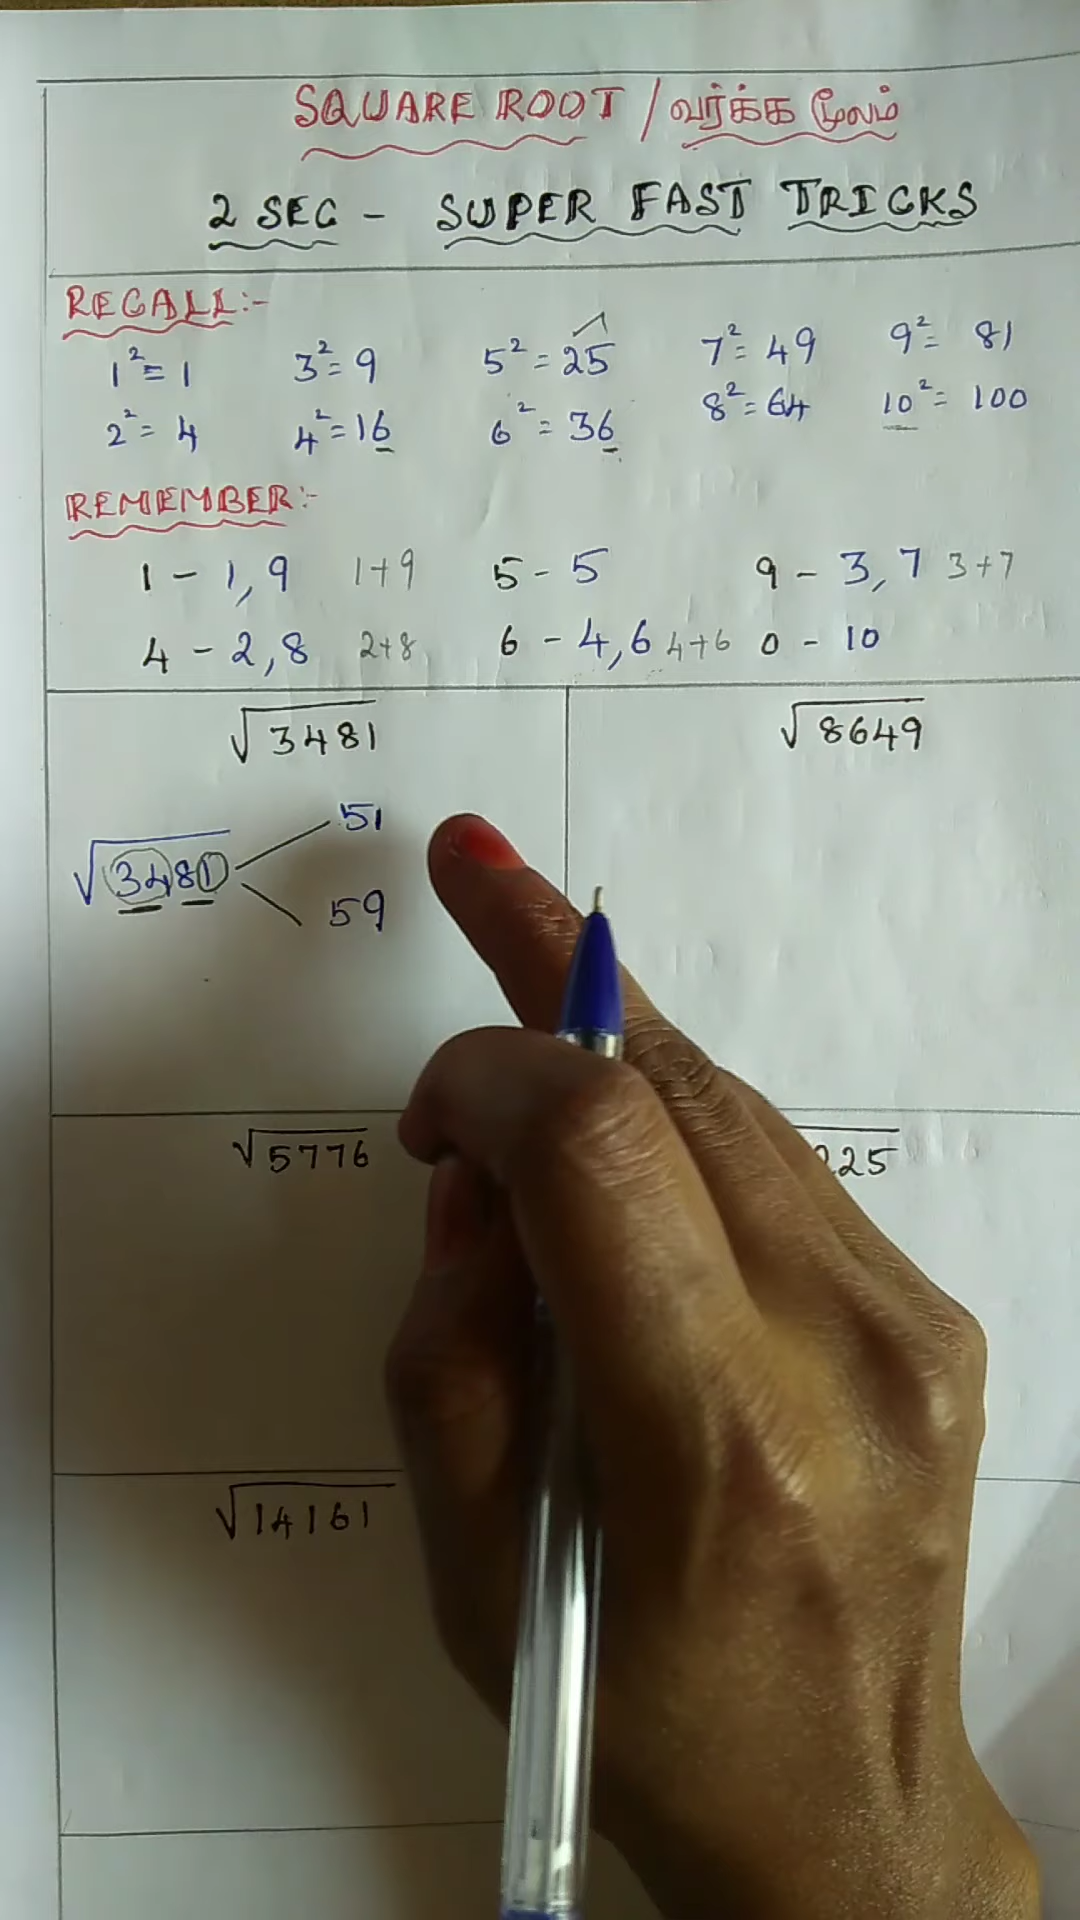 SQUARE ROOT / வர்க்க மூலம்
2 SEC - SUPER FAST TRICKS
RECALL:-
1² = 1 3² = 9 5² = 25 7² = 49 9² = 81
2² = 4 4² = 16 6² = 36 8² = 64 10² = 100
REMEMBER:-
1 - 1, 9 1+9 5 - 5 9 - 3, 7 3+7
4 - 2, 8 2+8 6 - 4, 6 4+6 0 - 10
√3481 √8649
51
√3481
59
√5776 225
√14161